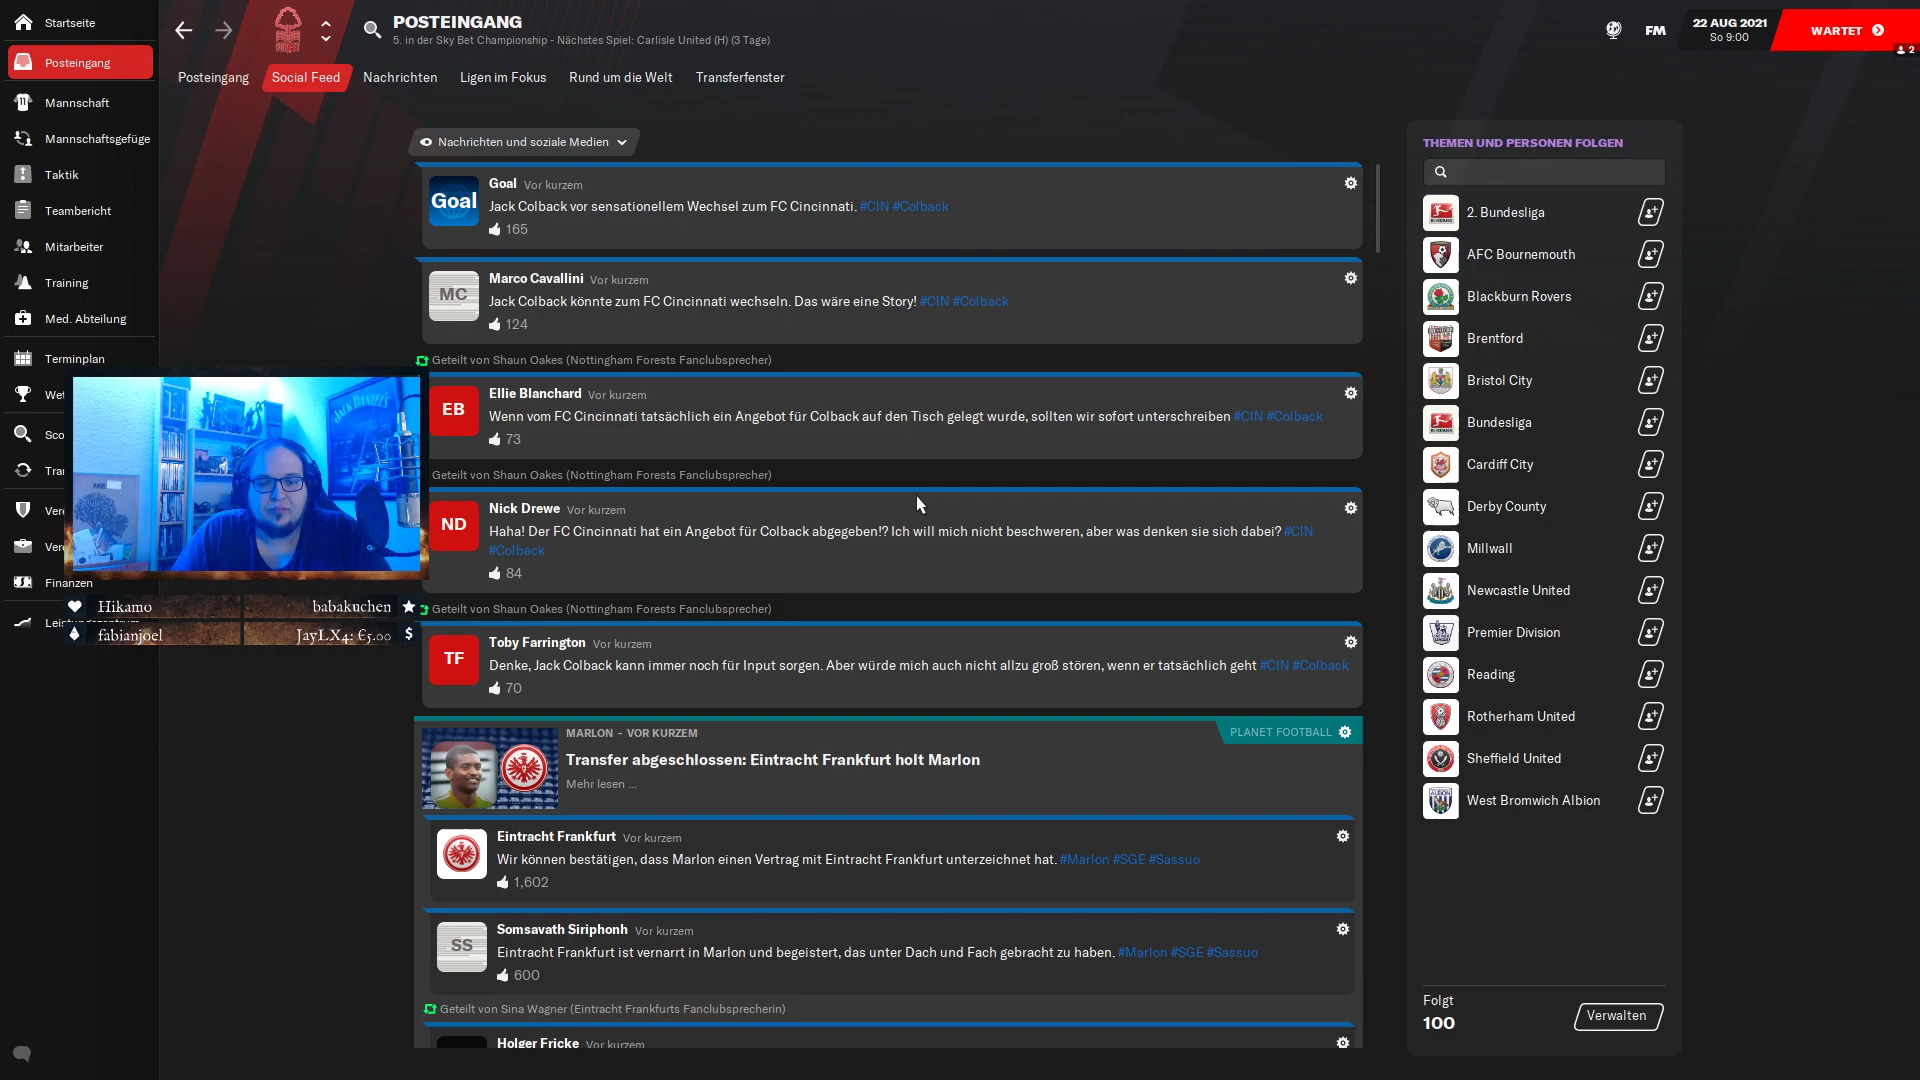 Startseite
Posteingang
Mannschaft
Mannschaftsgefüge
Taktik
Teambericht
Mitarbeiter
Training
Med. Abteilung
Terminplan
Finanzen
POSTEINGANG
5. in der Sky Bet Championship - Nächstes Spiel: Carlisle United (H) (3 Tage)
FM
22 AUG 2021
So 9:00
WARTET
2
Posteingang
Social Feed
Nachrichten
Ligen im Fokus
Rund um die Welt
Transferfenster
Nachrichten und soziale Medien
Goal
Goal Vor kurzem
Jack Colback vor sensationellem Wechsel zum FC Cincinnati. #CIN #Colback
165
MC
Marco Cavallini Vor kurzem
Jack Colback könnte zum FC Cincinnati wechseln. Das wäre eine Story! #CIN #Colback
124
Geteilt von Shaun Oakes (Nottingham Forests Fanclubsprecher)
EB
Ellie Blanchard Vor kurzem
Wenn vom FC Cincinnati tatsächlich ein Angebot für Colback auf den Tisch gelegt wurde, sollten wir sofort unterschreiben #CIN #Colback
73
Geteilt von Shaun Oakes (Nottingham Forests Fanclubsprecher)
ND
Nick Drewe Vor kurzem
Haha! Der FC Cincinnati hat ein Angebot für Colback abgegeben!? Ich will mich nicht beschweren, aber was denken sie sich dabei? #CIN
#Colback
84
Geteilt von Shaun Oakes (Nottingham Forests Fanclubsprecher)
TF
Toby Farrington Vor kurzem
Denke, Jack Colback kann immer noch für Input sorgen. Aber würde mich auch nicht allzu groß stören, wenn er tatsächlich geht #CIN #Colback
70
MARLON - VOR KURZEM
PLANET FOOTBALL
Transfer abgeschlossen: Eintracht Frankfurt holt Marlon
Mehr lesen ...
Eintracht Frankfurt Vor kurzem
Wir können bestätigen, dass Marlon einen Vertrag mit Eintracht Frankfurt unterzeichnet hat. #Marlon #SGE #Sassuo
1,602
SS
Somsavath Siriphonh Vor kurzem
Eintracht Frankfurt ist vernarrt in Marlon und begeistert, das unter Dach und Fach gebracht zu haben. #Marlon #SGE #Sassuo
600
Geteilt von Sina Wagner (Eintracht Frankfurts Fanclubsprecherin)
Holger Fricke Vor kurzem
JACK DANIEL'S
Hikamo
babakuchen
fabianjoel
JayLX4: €5.00
THEMEN UND PERSONEN FOLGEN
2. Bundesliga
AFC Bournemouth
Blackburn Rovers
Brentford
Bristol City
Bundesliga
Cardiff City
Derby County
Millwall
Newcastle United
Premier Division
Reading
Rotherham United
Sheffield United
West Bromwich Albion
Folgt
100
Verwalten